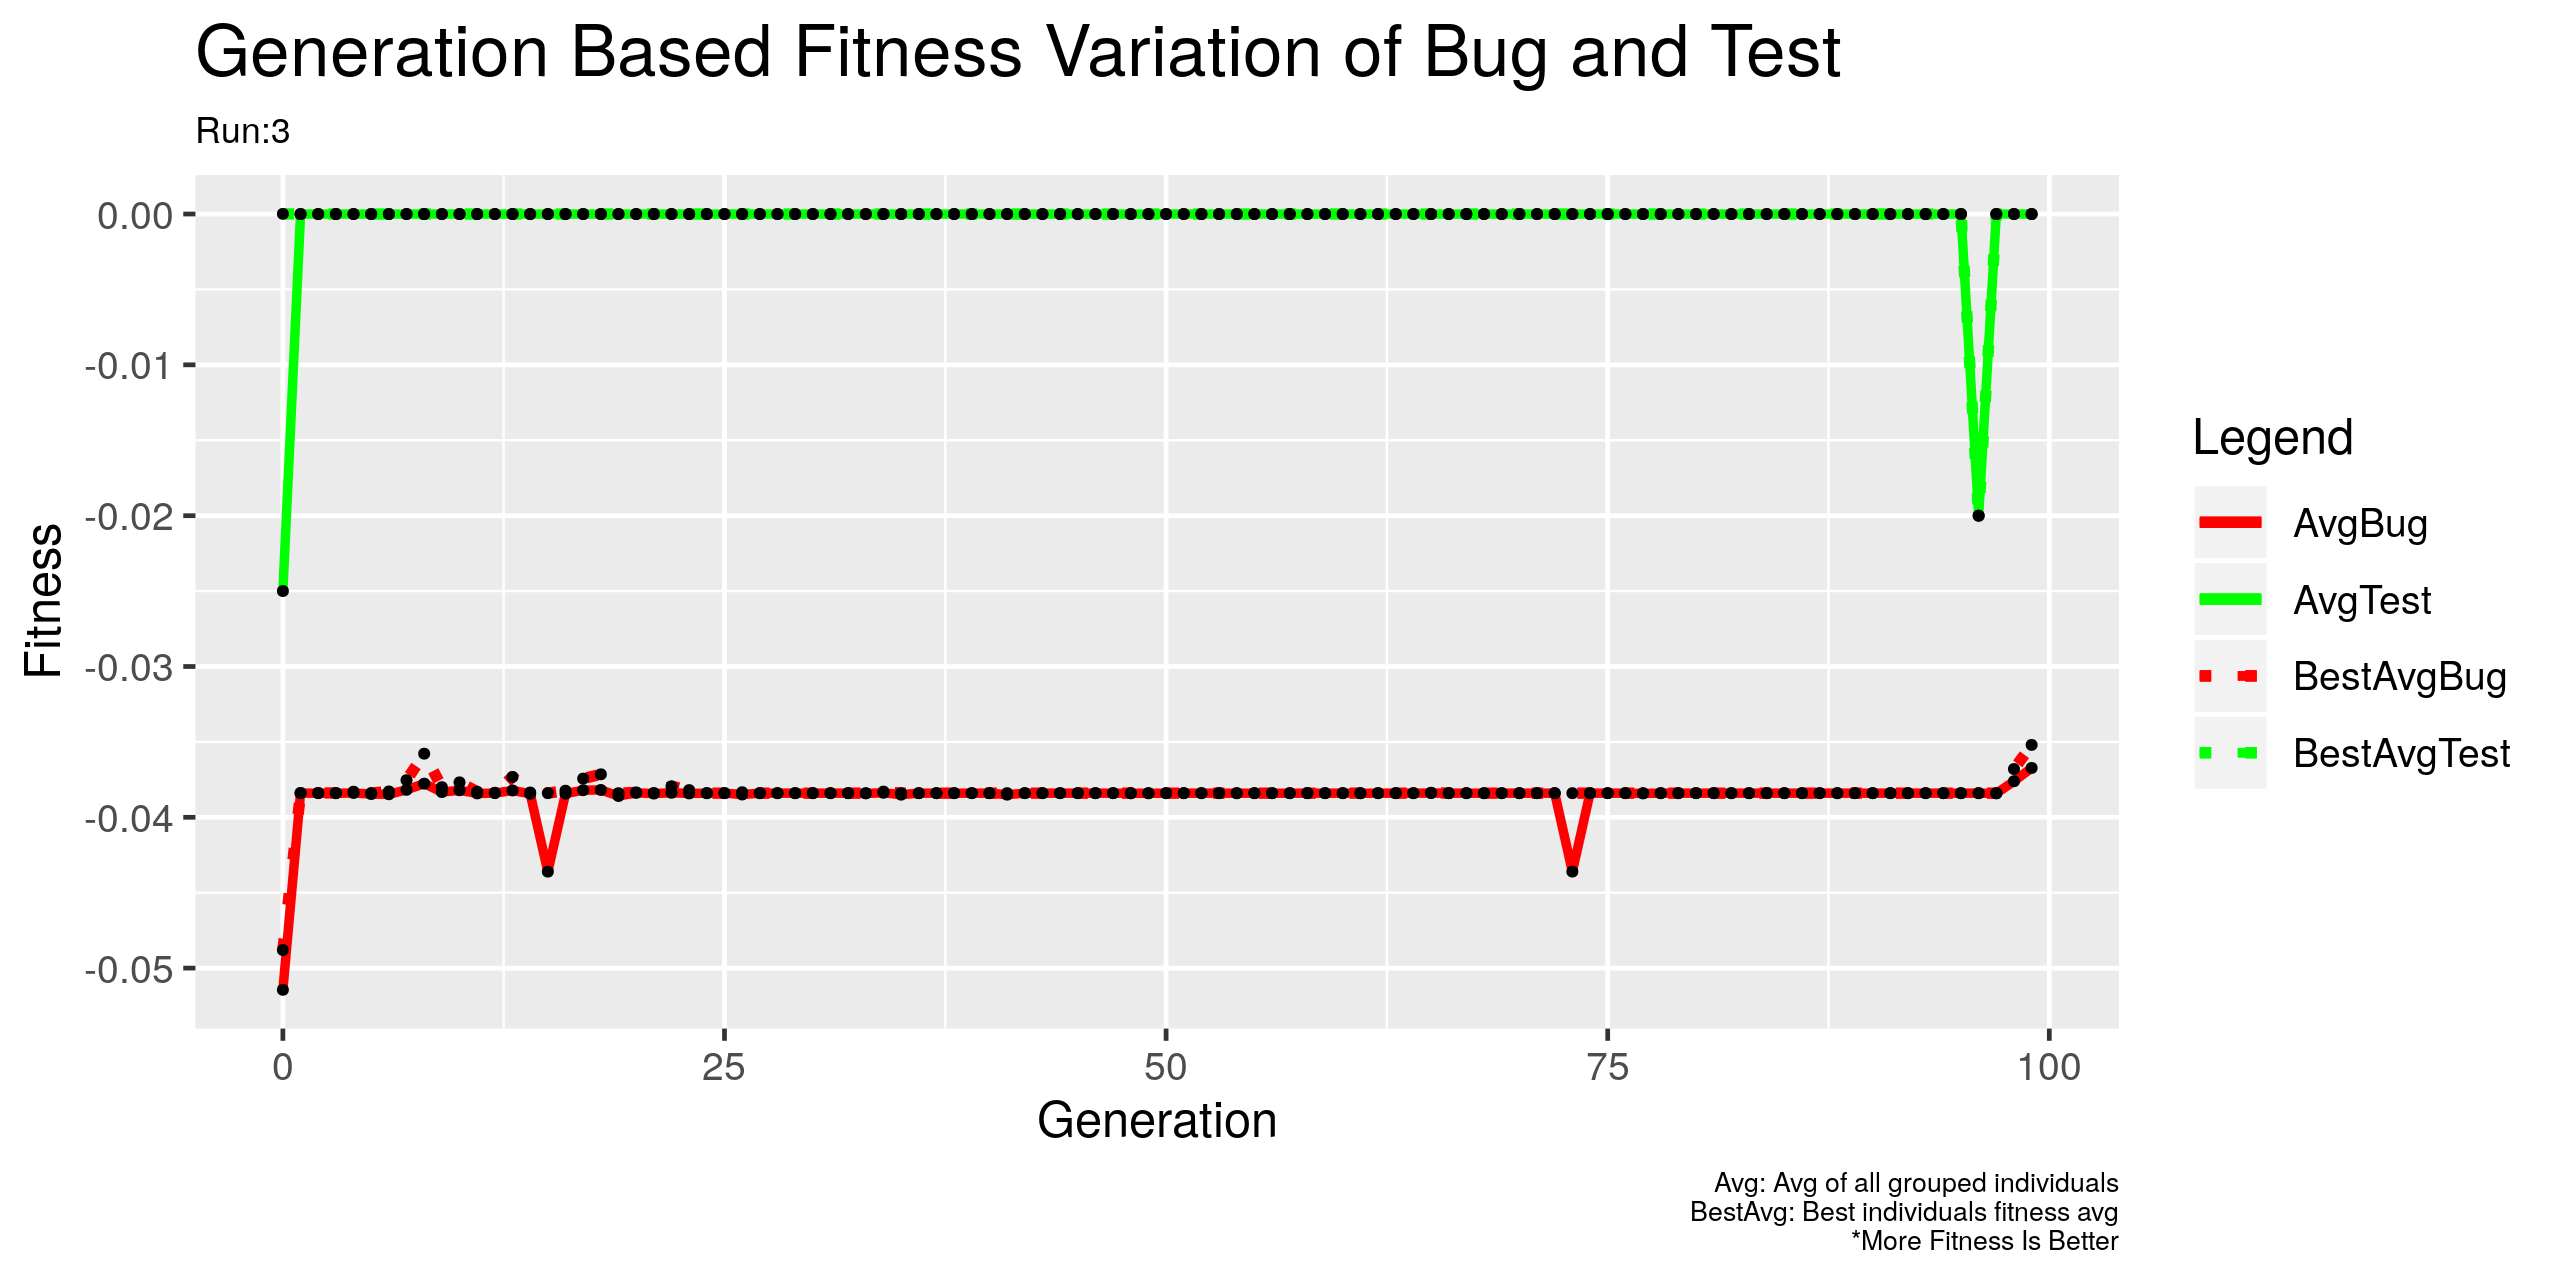 Generation Based Fitness Variation of Bug and Test
Run:3
0.00
-0.01
-0.02
-0.03
-0.04
-0.05
Fitness
0 25 50 75 100
Generation
Legend
AvgBug
AvgTest
BestAvgBug
BestAvgTest
Avg: Avg of all grouped individuals
BestAvg: Best individuals fitness avg
*More Fitness Is Better